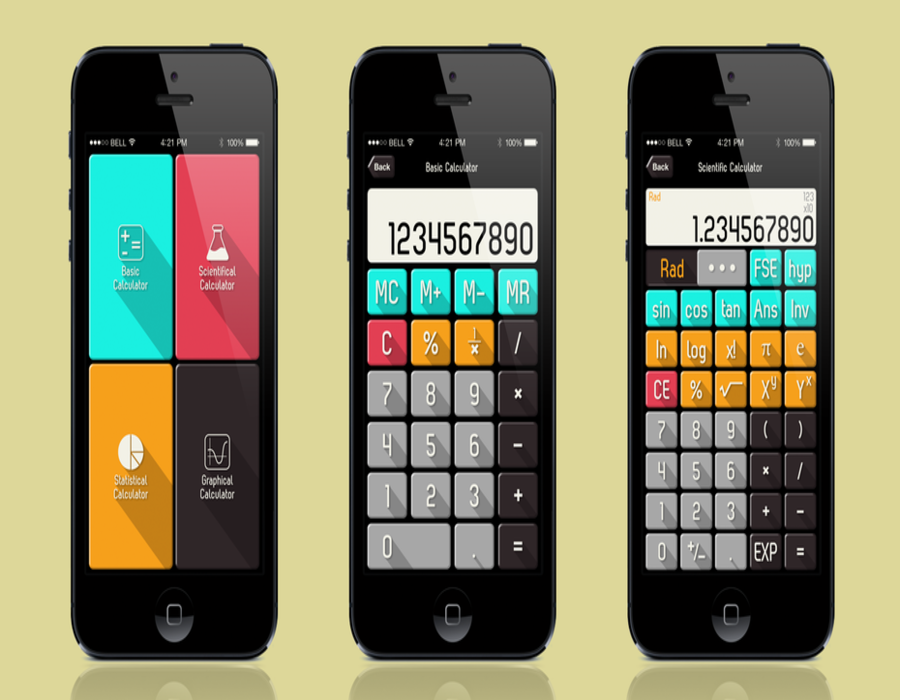 BELL 4:21 PM 100%
Basic
Calculator
Scientifical
Calculator
Statistical
Calculator
Graphical
Calculator
BELL 4:21 PM 100%
Back Basic Calculator
1234567890
MC M+ M- MR
C % 1/x /
7 8 9 ×
4 5 6 -
1 2 3 +
0 . =
BELL 4:21 PM 100%
Back Scientific Calculator
Rad 123
x10
1.234567890
Rad ••• FSE hyp
sin cos tan Ans Inv
ln log x! π e
CE % √ Xʸ Yˣ
7 8 9 ( )
4 5 6 × /
1 2 3 + -
0 +/- . EXP =